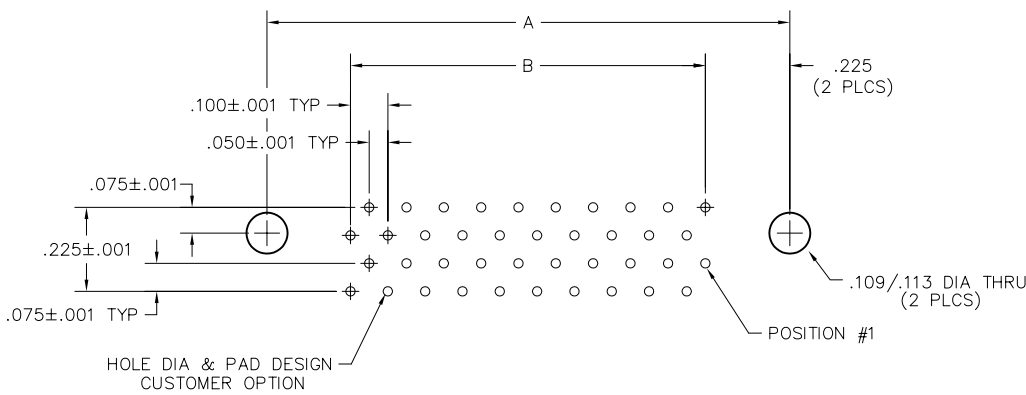 A
B
.225
(2 PLCS)
.100±.001 TYP
.050±.001 TYP
.075±.001
.225±.001
.075±.001 TYP
.109/.113 DIA THRU
(2 PLCS)
POSITION #1
HOLE DIA & PAD DESIGN
CUSTOMER OPTION